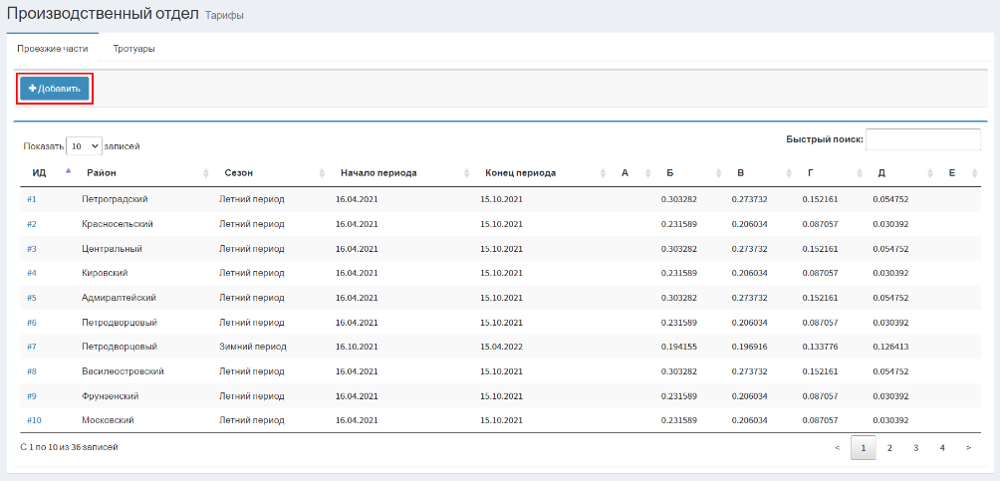 Производственный отдел Тарифы
Проезжие части Тротуары
Добавить
Показать 10 записей
Быстрый поиск:
ИД Район Сезон Начало периода Конец периода А Б В Г Д Е
#1 Петроградский Летний период 16.04.2021 15.10.2021 0.303282 0.273732 0.152161 0.054752
#2 Красносельский Летний период 16.04.2021 15.10.2021 0.231589 0.206034 0.087057 0.030392
#3 Центральный Летний период 16.04.2021 15.10.2021 0.303282 0.273732 0.152161 0.054752
#4 Кировский Летний период 16.04.2021 15.10.2021 0.231589 0.206034 0.087057 0.030392
#5 Адмиралтейский Летний период 16.04.2021 15.10.2021 0.303282 0.273732 0.152161 0.054752
#6 Петродворцовый Летний период 16.04.2021 15.10.2021 0.231589 0.206034 0.087057 0.030392
#7 Петродворцовый Зимний период 16.10.2021 15.04.2022 0.194155 0.196916 0.133776 0.126413
#8 Василеостровский Летний период 16.04.2021 15.10.2021 0.303282 0.273732 0.152161 0.054752
#9 Фрунзенский Летний период 16.04.2021 15.10.2021 0.231589 0.206034 0.087057 0.030392
#10 Московский Летний период 16.04.2021 15.10.2021 0.231589 0.206034 0.087057 0.030392
С 1 по 10 из 36 записей
< 1 2 3 4 >